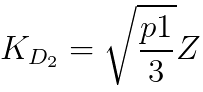 $K_{D_2} = \sqrt{\frac{p1}{3}} Z$